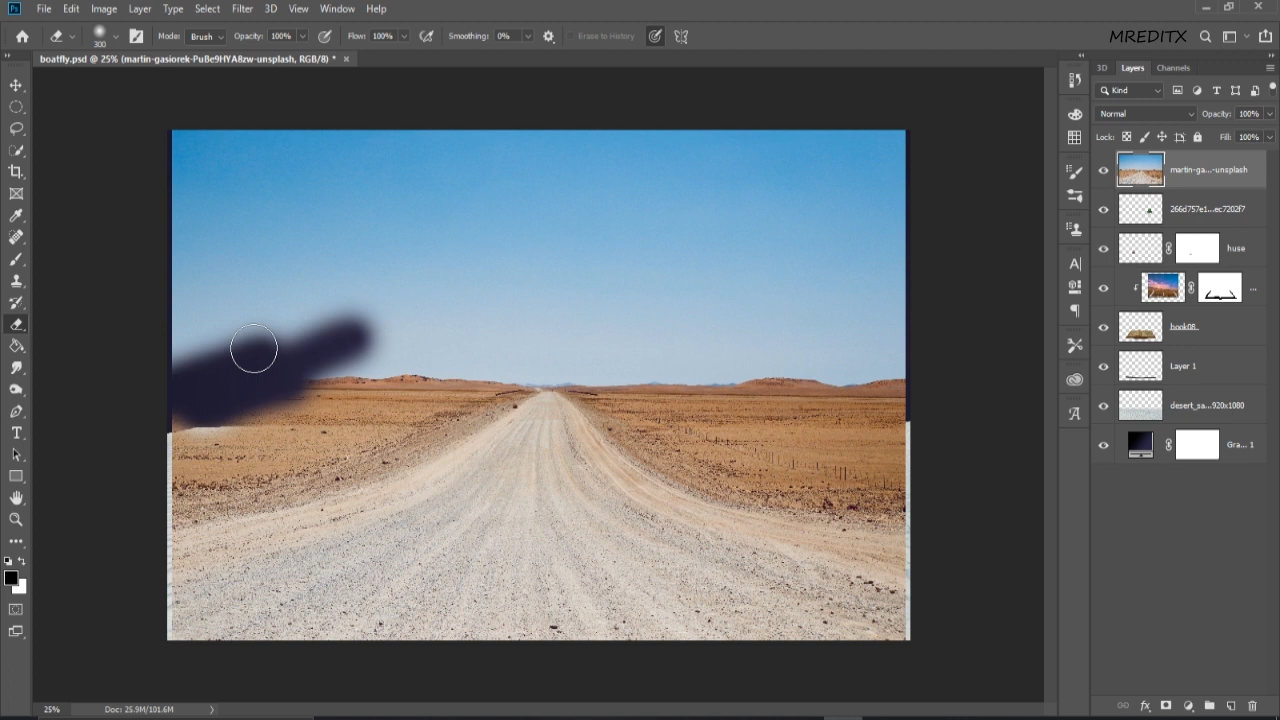 Ps File Edit Image Layer Type Select Filter 3D View Window Help
300 Mode: Brush Opacity: 100% Flow: 100% Smoothing: 0% Erase to History MREDITX
boatfly.psd @ 25% (martin-gasiorek-PuBe9HYA8zw-unsplash, RGB/8) *
3D Layers Channels
Kind
Normal Opacity: 100%
Lock: Fill: 100%
martin-ga...-unsplash
266d757e1...ec7202f7
huse
...
book08..
Layer 1
desert_sa...920x1080
Gra... 1
25% Doc: 25.9M/101.6M
fx